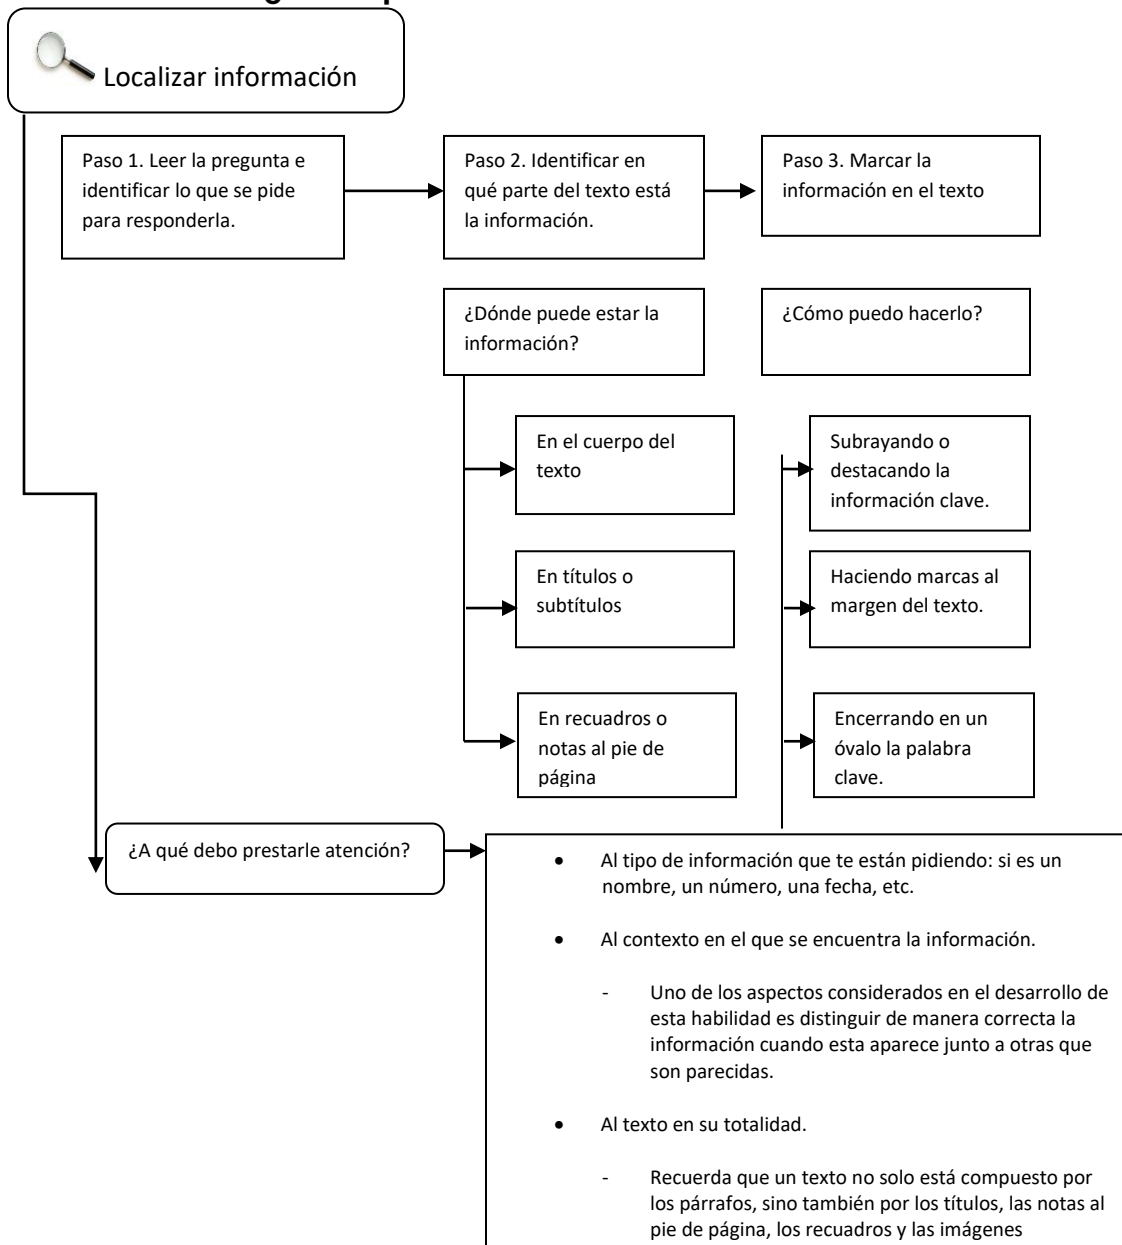 Localizar información
Paso 1. Leer la pregunta e
identificar lo que se pide
para responderla.
Paso 2. Identificar en
qué parte del texto está
la información.
Paso 3. Marcar la
información en el texto
¿Dónde puede estar la
información?
¿Cómo puedo hacerlo?
En el cuerpo del
texto
Subrayando o
destacando la
información clave.
En títulos o
subtítulos
Haciendo marcas al
margen del texto.
En recuadros o
notas al pie de
página
Encerrando en un
óvalo la palabra
clave.
¿A qué debo prestarle atención?
• Al tipo de información que te están pidiendo: si es un
nombre, un número, una fecha, etc.
• Al contexto en el que se encuentra la información.
- Uno de los aspectos considerados en el desarrollo de
esta habilidad es distinguir de manera correcta la
información cuando esta aparece junto a otras que
son parecidas.
• Al texto en su totalidad.
- Recuerda que un texto no solo está compuesto por
los párrafos, sino también por los títulos, las notas al
pie de página, los recuadros y las imágenes